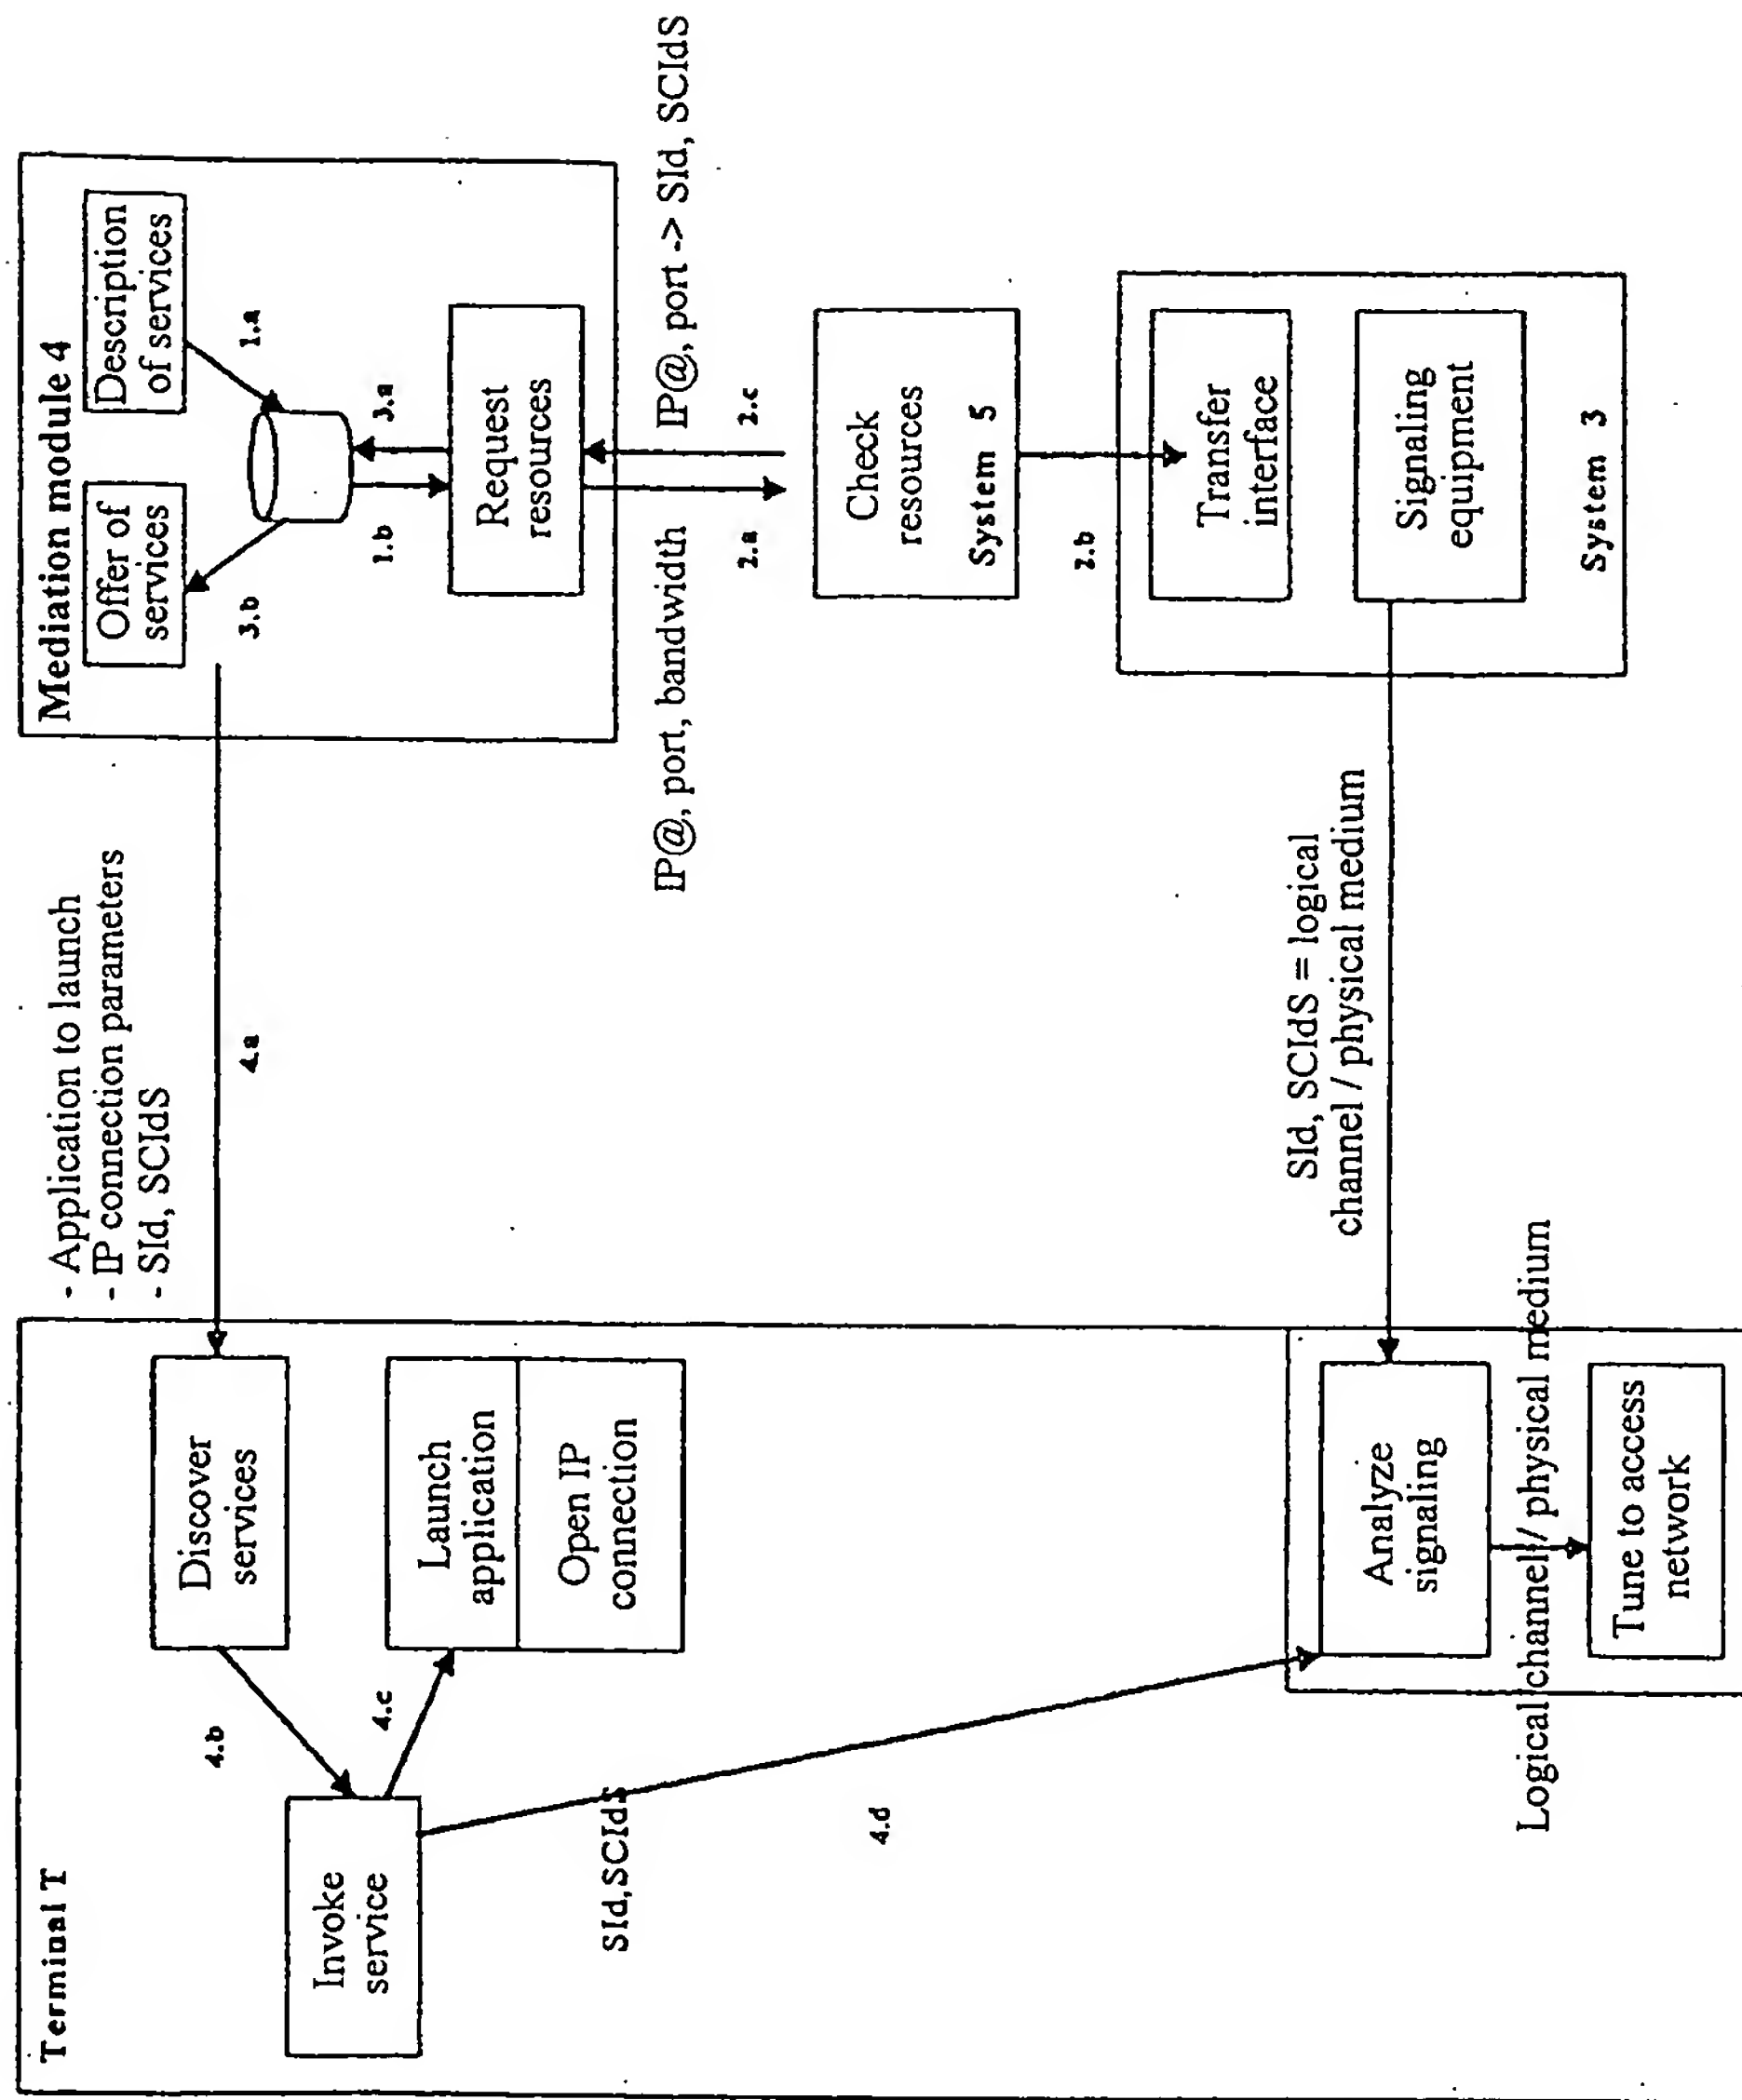 Terminal T
Invoke
service
4.b
4.c
SId,SCIdS
4.d
Discover
services
Launch
application
Open IP
connection
Analyze
signaling
Logical channel / physical medium
Tune to access
network
- Application to launch
- IP connection parameters
- SId, SCIdS
4.a
SId, SCIdS = logical
channel / physical medium
Mediation module 4
Offer of
services
Description
of services
3.b
1.a
1.b
3.a
Request
resources
IP@, port, bandwidth
IP@, port -> SId, SCIdS
2.a
2.c
Check
resources
System 5
2.b
Transfer
interface
Signaling
equipment
System 3